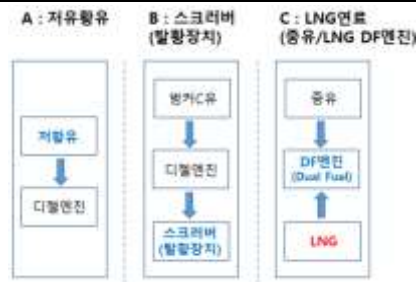 A : 저유황유
저황유
디젤엔진
B : 스크러버
(탈황장치)
벙커C유
디젤엔진
스크러버
(탈황장치)
C : LNG연료
(중유/LNG DF엔진)
중유
DF엔진
(Dual Fuel)
LNG